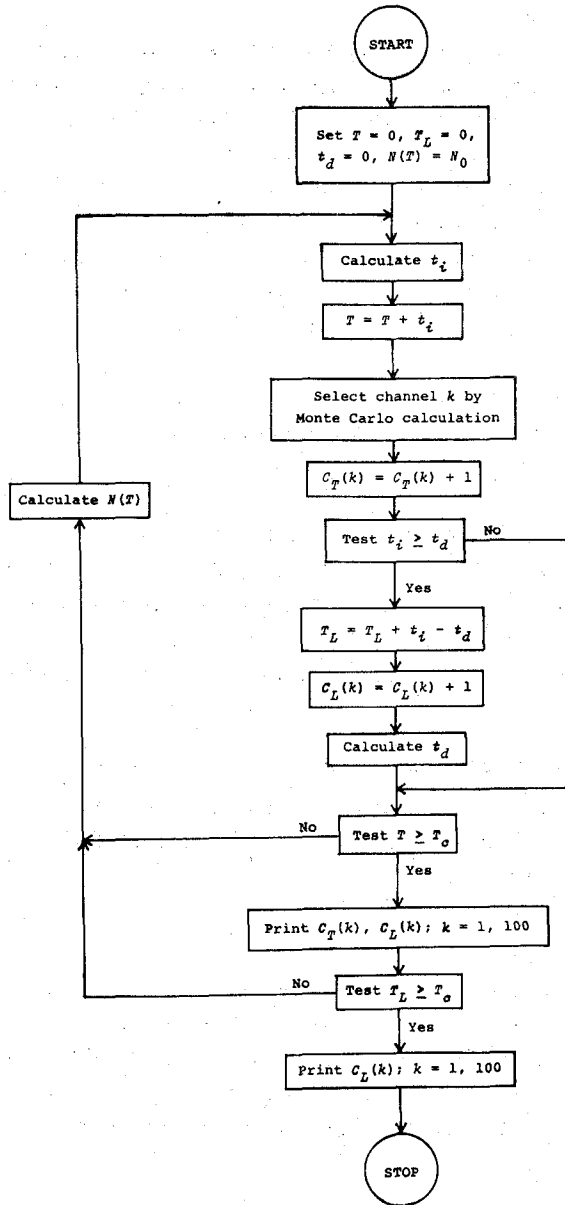 START
Set T = 0, T_L = 0,
t_d = 0, N(T) = N_0
Calculate t_i
T = T + t_i
Select channel k by
Monte Carlo calculation
C_T(k) = C_T(k) + 1
Calculate N(T)
Test t_i ≥ t_d
No
Yes
T_L = T_L + t_i - t_d
C_L(k) = C_L(k) + 1
Calculate t_d
No
Test T ≥ T_c
Yes
Print C_T(k), C_L(k); k = 1, 100
No
Test T_L ≥ T_c
Yes
Print C_L(k); k = 1, 100
STOP